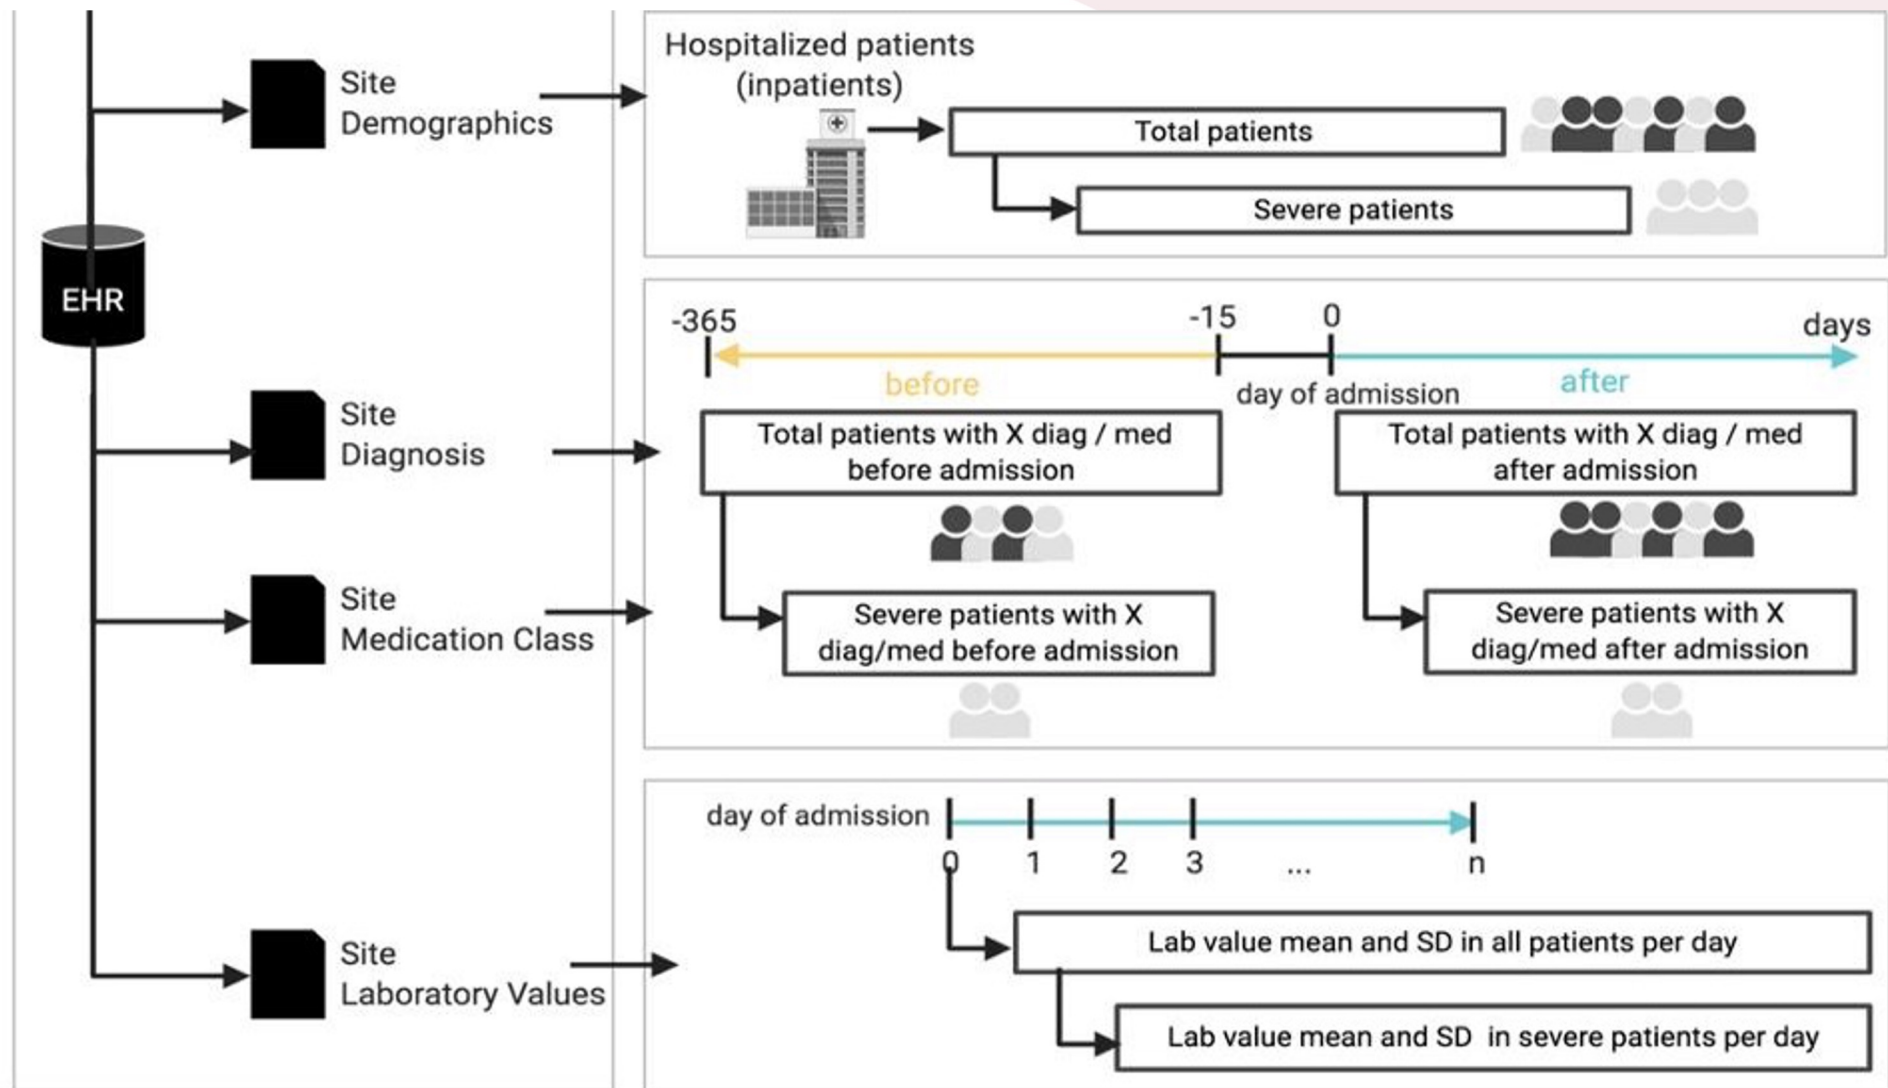 Site
Demographics
Hospitalized patients
(inpatients)
Total patients
Severe patients
EHR
-365
-15
0
days
before
day of admission
after
Site
Diagnosis
Total patients with X diag / med
before admission
Total patients with X diag / med
after admission
Site
Medication Class
Severe patients with X
diag/med before admission
Severe patients with X
diag/med after admission
day of admission
0
1
2
3
...
n
Site
Laboratory Values
Lab value mean and SD in all patients per day
Lab value mean and SD in severe patients per day